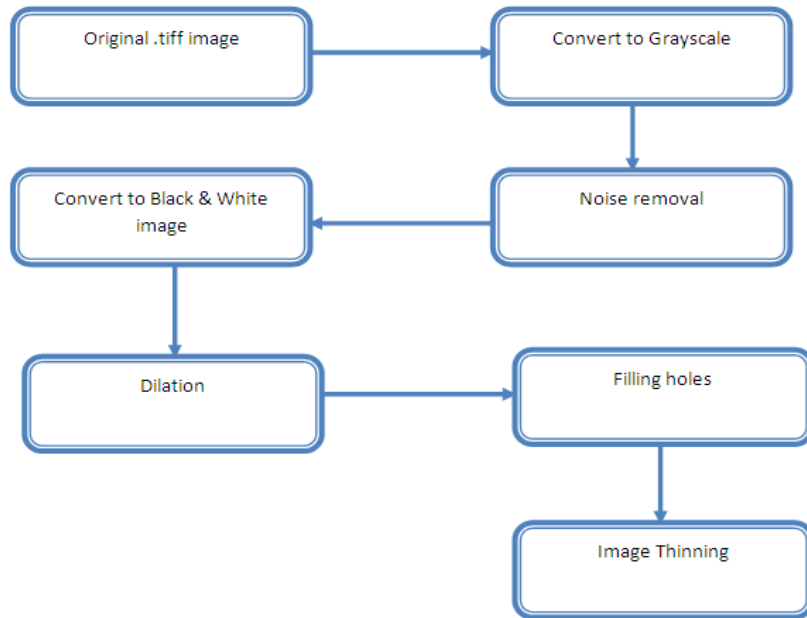 Original .tiff image
Convert to Grayscale
Noise removal
Convert to Black & White
image
Dilation
Filling holes
Image Thinning